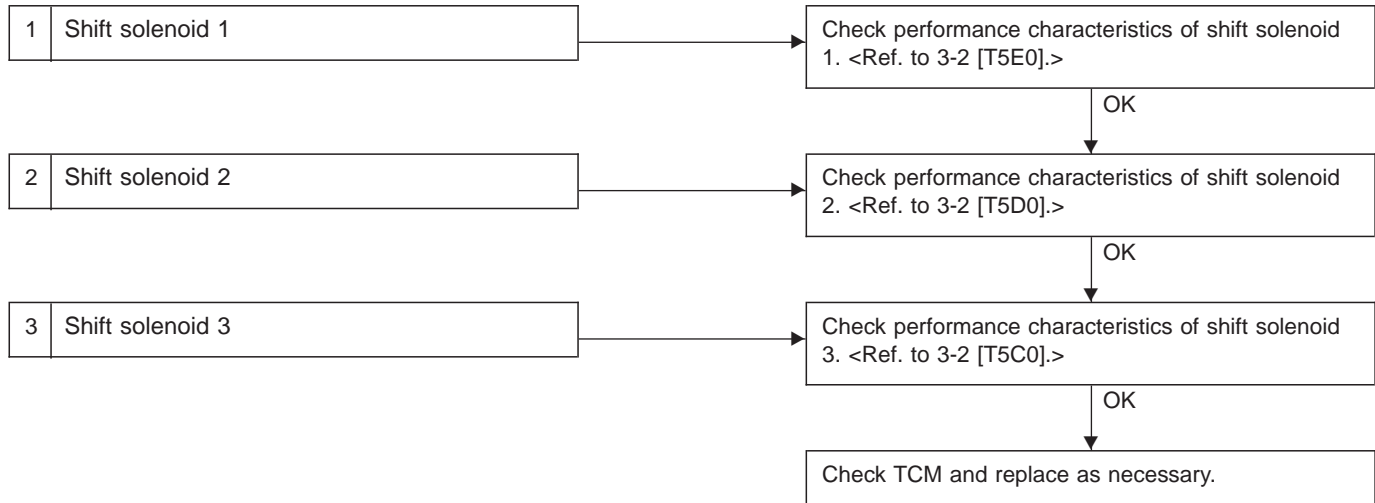 1 Shift solenoid 1
Check performance characteristics of shift solenoid
1. <Ref. to 3-2 [T5E0].>
OK
2 Shift solenoid 2
Check performance characteristics of shift solenoid
2. <Ref. to 3-2 [T5D0].>
OK
3 Shift solenoid 3
Check performance characteristics of shift solenoid
3. <Ref. to 3-2 [T5C0].>
OK
Check TCM and replace as necessary.